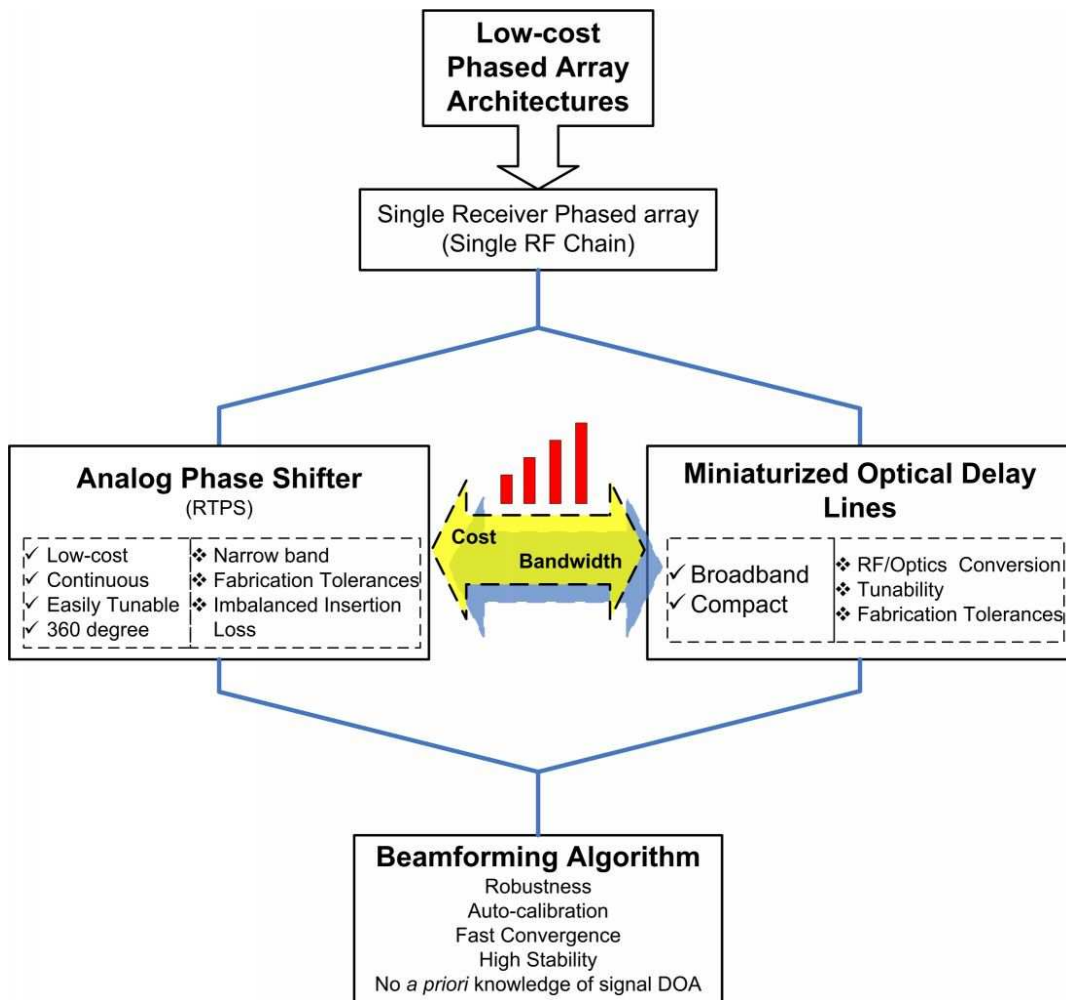 Low-cost
Phased Array
Architectures
Single Receiver Phased array
(Single RF Chain)
Analog Phase Shifter
(RTPS)
✓ Low-cost
✓ Continuous
✓ Easily Tunable
✓ 360 degree
❖ Narrow band
❖ Fabrication Tolerances
❖ Imbalanced Insertion
Loss
Cost
Bandwidth
Miniaturized Optical Delay
Lines
✓ Broadband
✓ Compact
❖ RF/Optics Conversion
❖ Tunability
❖ Fabrication Tolerances
Beamforming Algorithm
Robustness
Auto-calibration
Fast Convergence
High Stability
No a priori knowledge of signal DOA